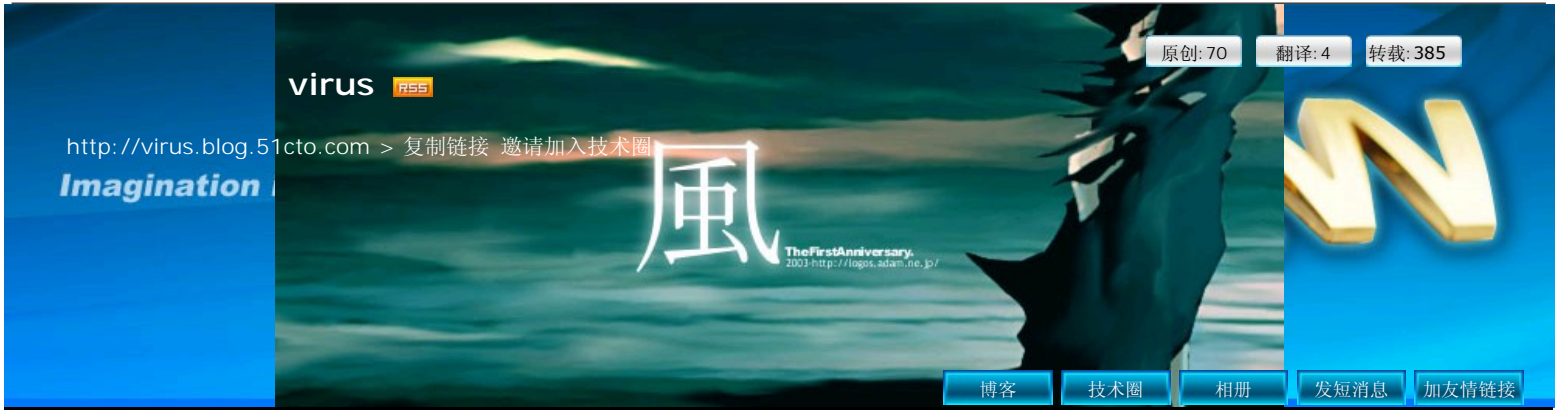 原创:70 翻译:4 转载:385
virus RSS
http://virus.blog.51cto.com > 复制链接 邀请加入技术圈
Imagination
風
TheFirstAnniversary.
2003-http://logos.adam.ne.jp/
博客 技术圈 相册 发短消息 加友情链接